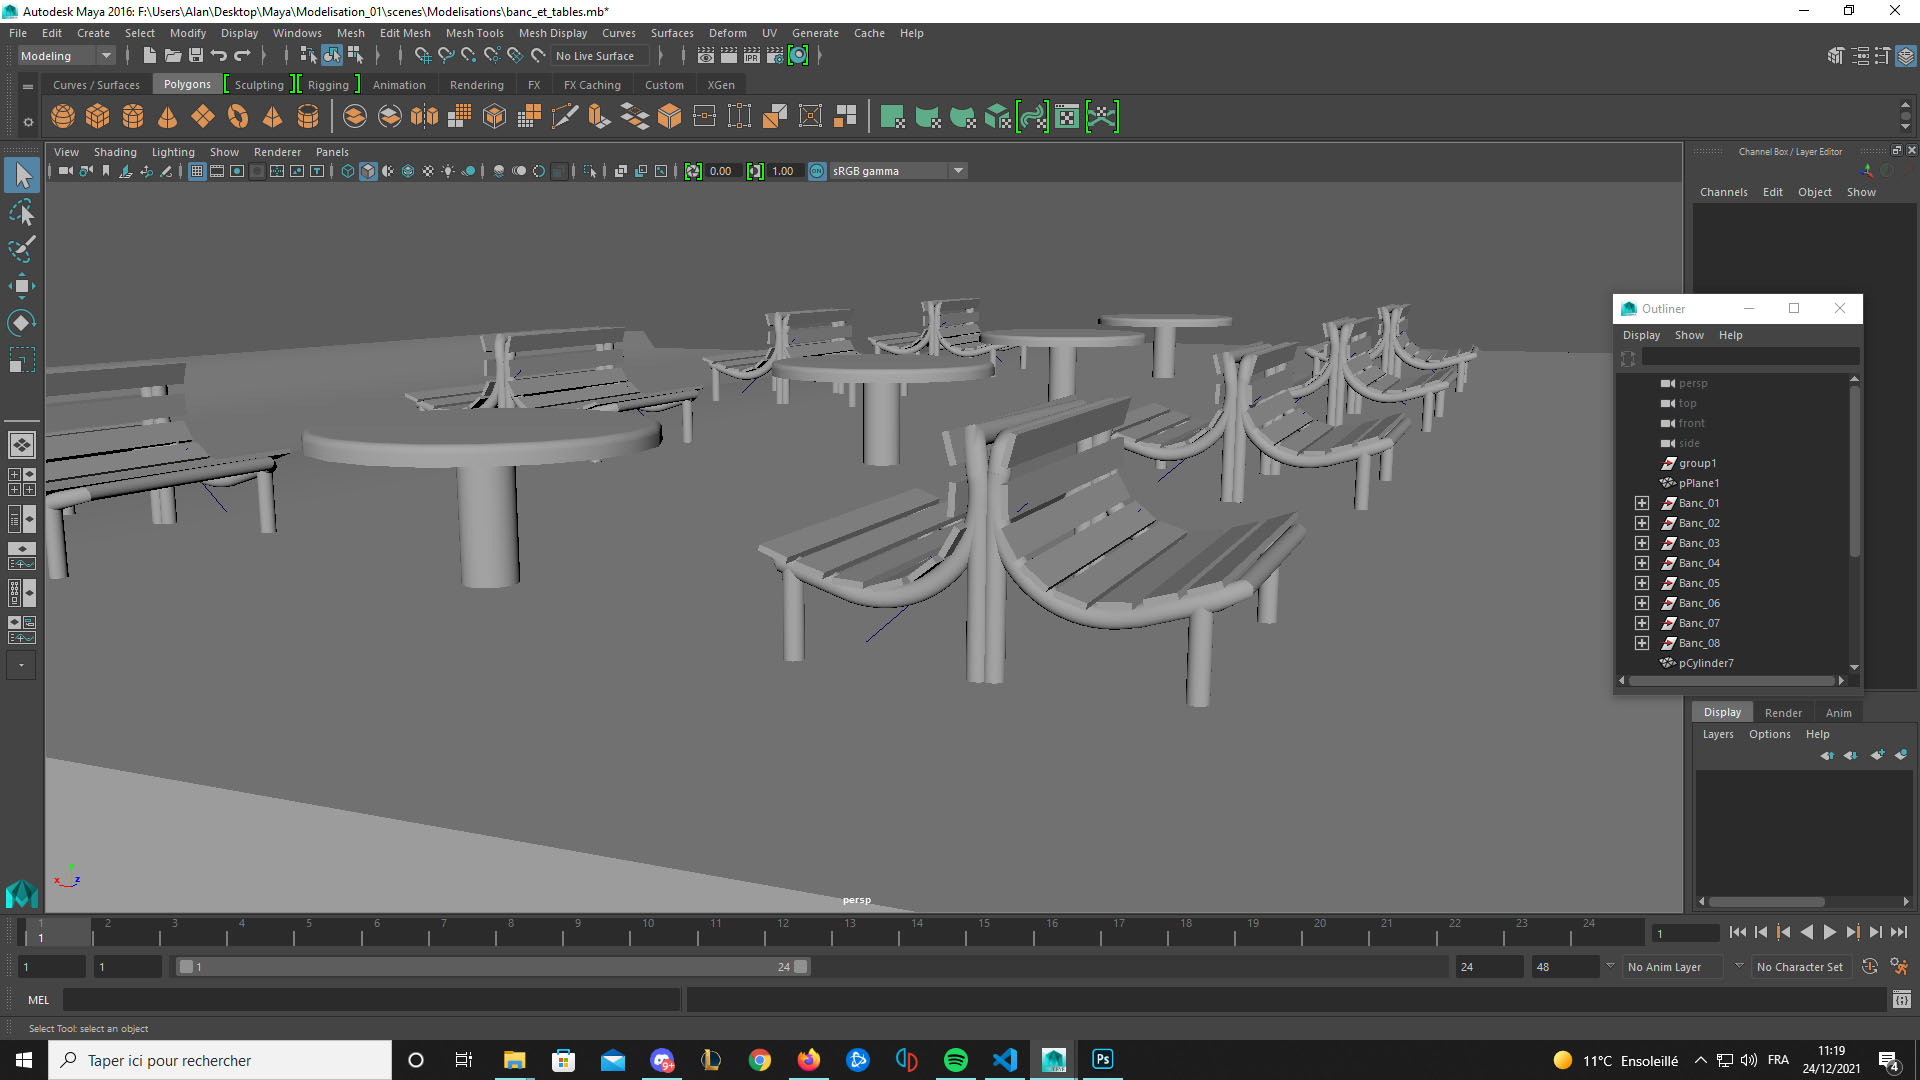 Autodesk Maya 2016: F:\Users\Alan\Desktop\Maya\Modelisation_01\scenes\Modelisations\banc_et_tables.mb*
File Edit Create Select Modify Display Windows Mesh Edit Mesh Mesh Tools Mesh Display Curves Surfaces Deform UV Generate Cache Help
Modeling No Live Surface IPR
Curves / Surfaces Polygons Sculpting Rigging Animation Rendering FX FX Caching Custom XGen
View Shading Lighting Show Renderer Panels
0.00 1.00 ON sRGB gamma
Channel Box / Layer Editor
Channels Edit Object Show
Outliner
Display Show Help
persp
top
front
side
group1
pPlane1
Banc_01
Banc_02
Banc_03
Banc_04
Banc_05
Banc_06
Banc_07
Banc_08
pCylinder7
Display Render Anim
Layers Options Help
x y z
persp
1 2 3 4 5 6 7 8 9 10 11 12 13 14 15 16 17 18 19 20 21 22 23 24
1 1
1 1 1 24 24 48 No Anim Layer No Character Set
MEL
Select Tool: select an object
Taper ici pour rechercher
9+
Ps
11°C Ensoleillé
FRA
11:19
24/12/2021
4